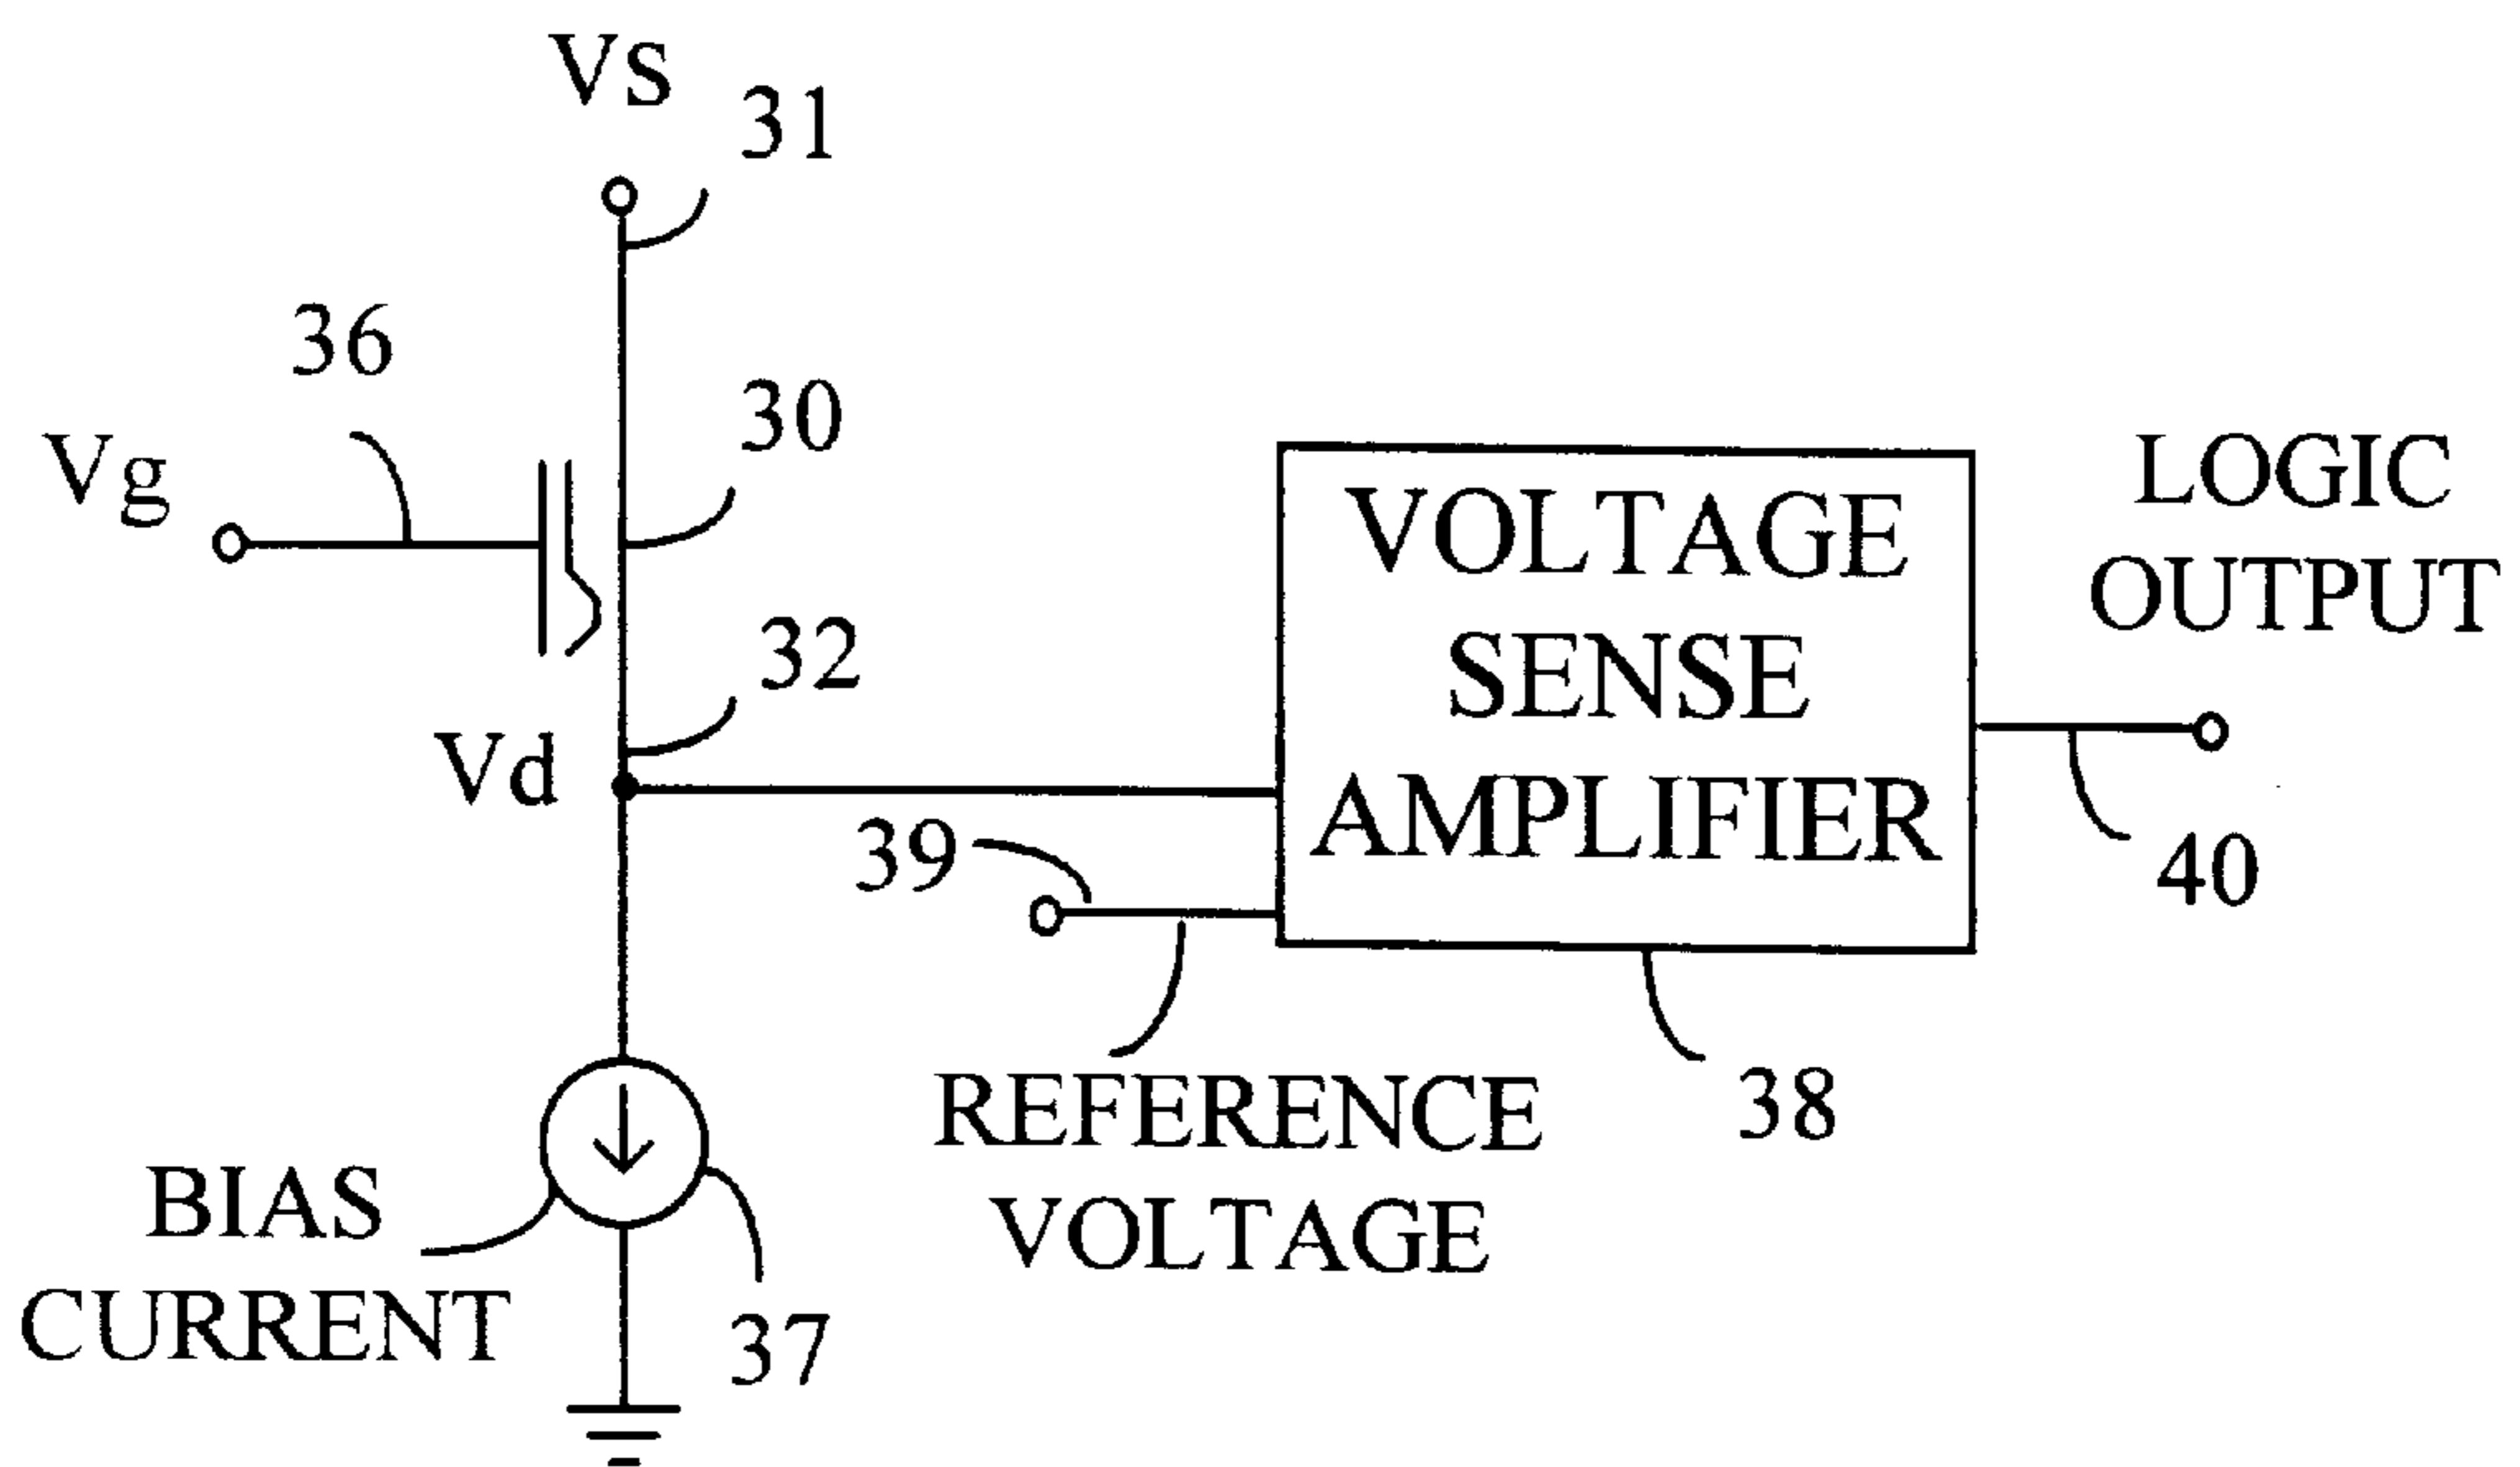 Vs
31
36
30
Vg
32
Vd
VOLTAGE
SENSE
AMPLIFIER
LOGIC
OUTPUT
39
40
REFERENCE
VOLTAGE
38
BIAS
CURRENT
37